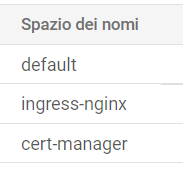 Spazio dei nomi
default
ingress-nginx
cert-manager